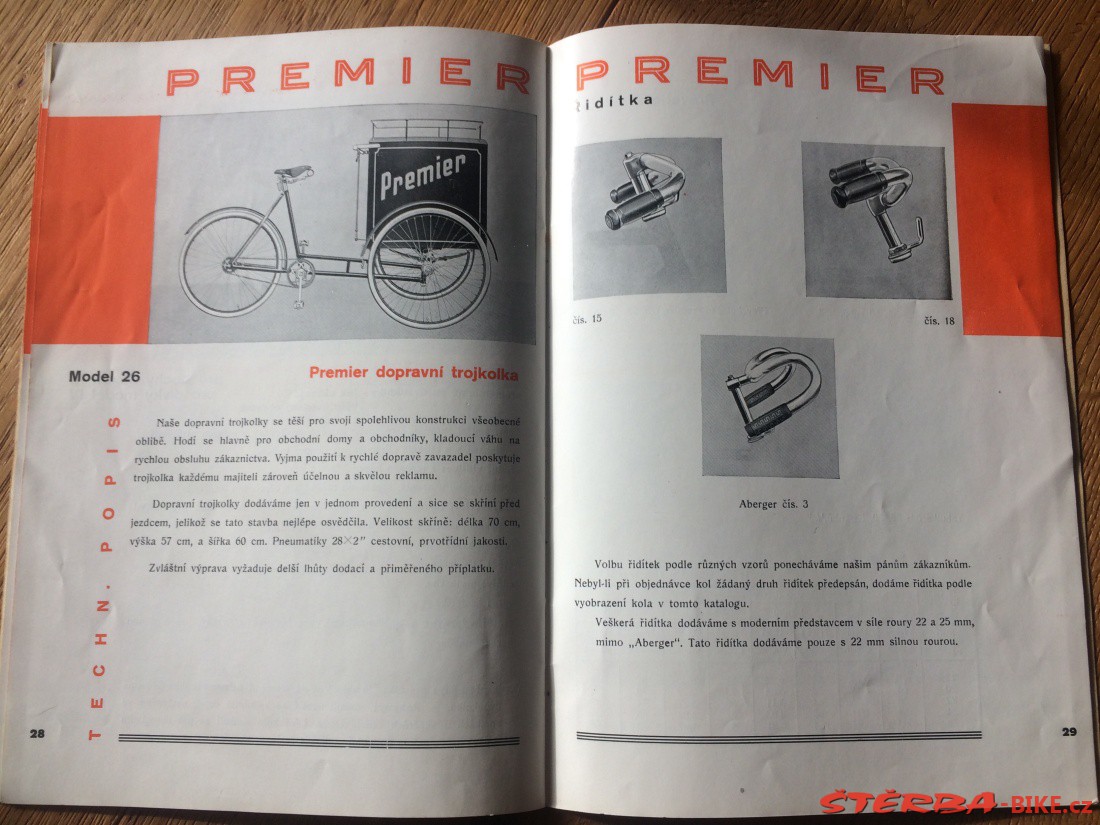 PREMIER
Premier
Model 26
Premier dopravní trojkolka
TECHN. POPIS
Naše dopravní trojkolky se těší pro svoji spolehlivou konstrukci všeobecné
oblibě. Hodí se hlavně pro obchodní domy a obchodníky, kladoucí váhu na
rychlou obsluhu zákaznictva. Vyjma použití k rychlé dopravě zavazadel poskytuje
trojkolka každému majiteli zároveň účelnou a skvělou reklamu.
Dopravní trojkolky dodáváme jen v jednom provedení a sice se skříní před
jezdcem, jelikož se tato stavba nejlépe osvědčila. Velikost skříně: délka 70 cm,
výška 57 cm, a šířka 60 cm. Pneumatiky 28×2" cestovní, prvotřídní jakosti.
Zvláštní výprava vyžaduje delší lhůty dodací a přiměřeného příplatku.
28
PREMIER
Řidítka
čís. 15
čís. 18
Aberger čís. 3
Volbu řidítek podle různých vzorů ponecháváme našim pánům zákazníkům.
Nebyl-li při objednávce kol žádaný druh řidítek předepsán, dodáme řidítka podle
vyobrazení kola v tomto katalogu.
Veškerá řidítka dodáváme s moderním představcem v síle roury 22 a 25 mm,
mimo „Aberger". Tato řidítka dodáváme pouze s 22 mm silnou rourou.
29
ŠTĚRBA-BIKE.cz